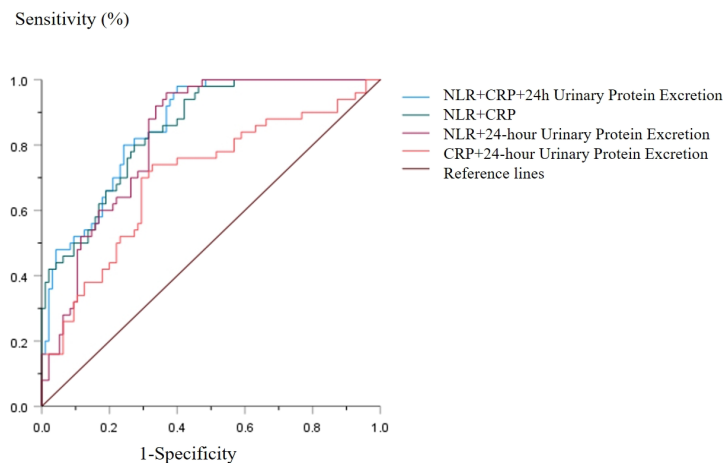 Sensitivity (%)
1.0
0.8
0.6
0.4
0.2
0.0
0.0 0.2 0.4 0.6 0.8 1.0
1-Specificity
NLR+CRP+24h Urinary Protein Excretion
NLR+CRP
NLR+24-hour Urinary Protein Excretion
CRP+24-hour Urinary Protein Excretion
Reference lines